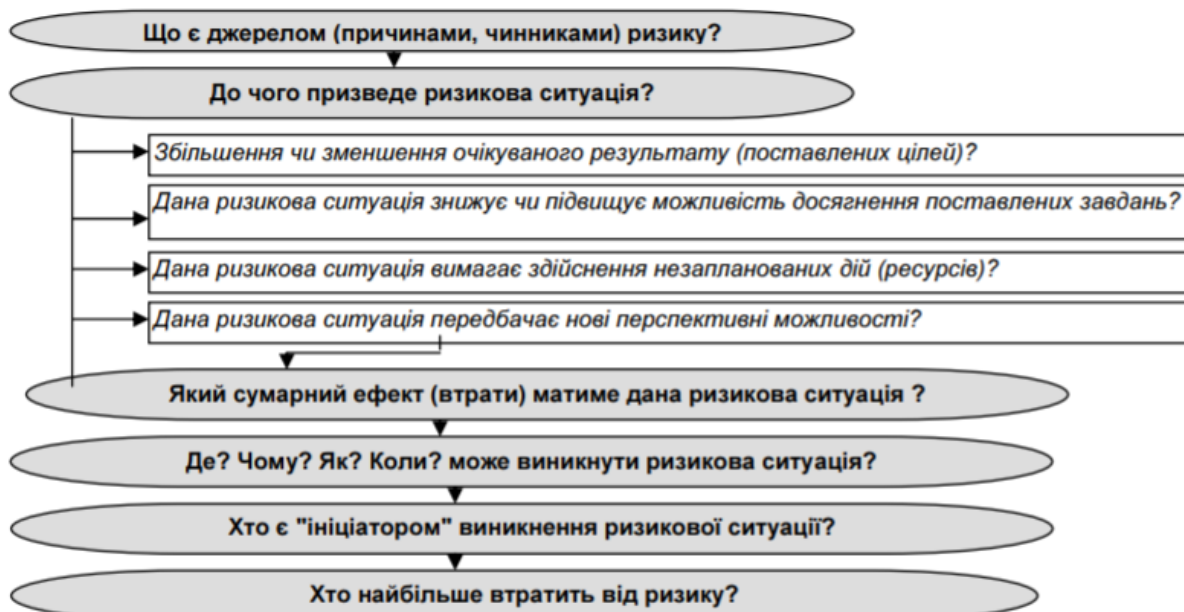 Що є джерелом (причинами, чинниками) ризику?
До чого призведе ризикова ситуація?
Збільшення чи зменшення очікуваного результату (поставлених цілей)?
Дана ризикова ситуація знижує чи підвищує можливість досягнення поставлених завдань?
Дана ризикова ситуація вимагає здійснення незапланованих дій (ресурсів)?
Дана ризикова ситуація передбачає нові перспективні можливості?
Який сумарний ефект (втрати) матиме дана ризикова ситуація ?
Де? Чому? Як? Коли? може виникнути ризикова ситуація?
Хто є "ініціатором" виникнення ризикової ситуації?
Хто найбільше втратить від ризику?